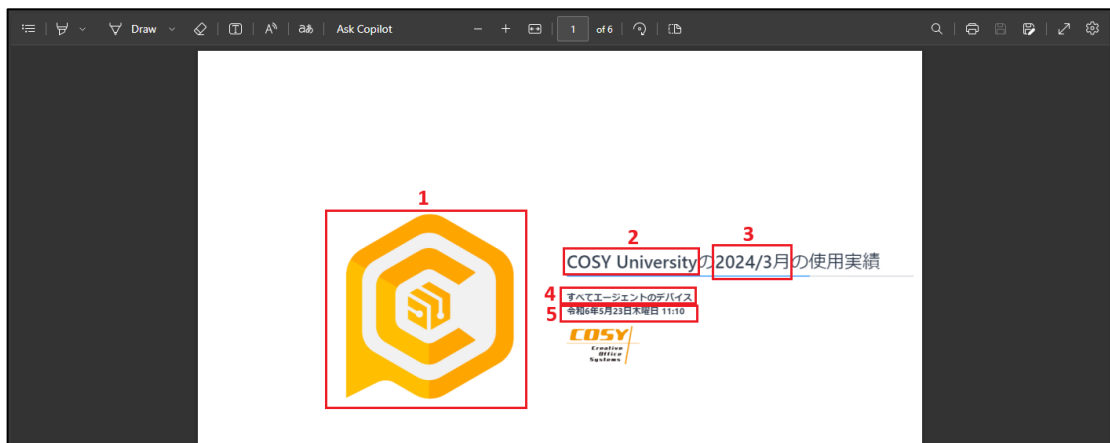 Draw
aあ
Ask Copilot
1
of 6
1
2
3
COSY Universityの2024/3月の使用実績
4
すべてエージェントのデバイス
5
令和6年5月23日木曜日 11:10
COSY
Creative
Office
Systems